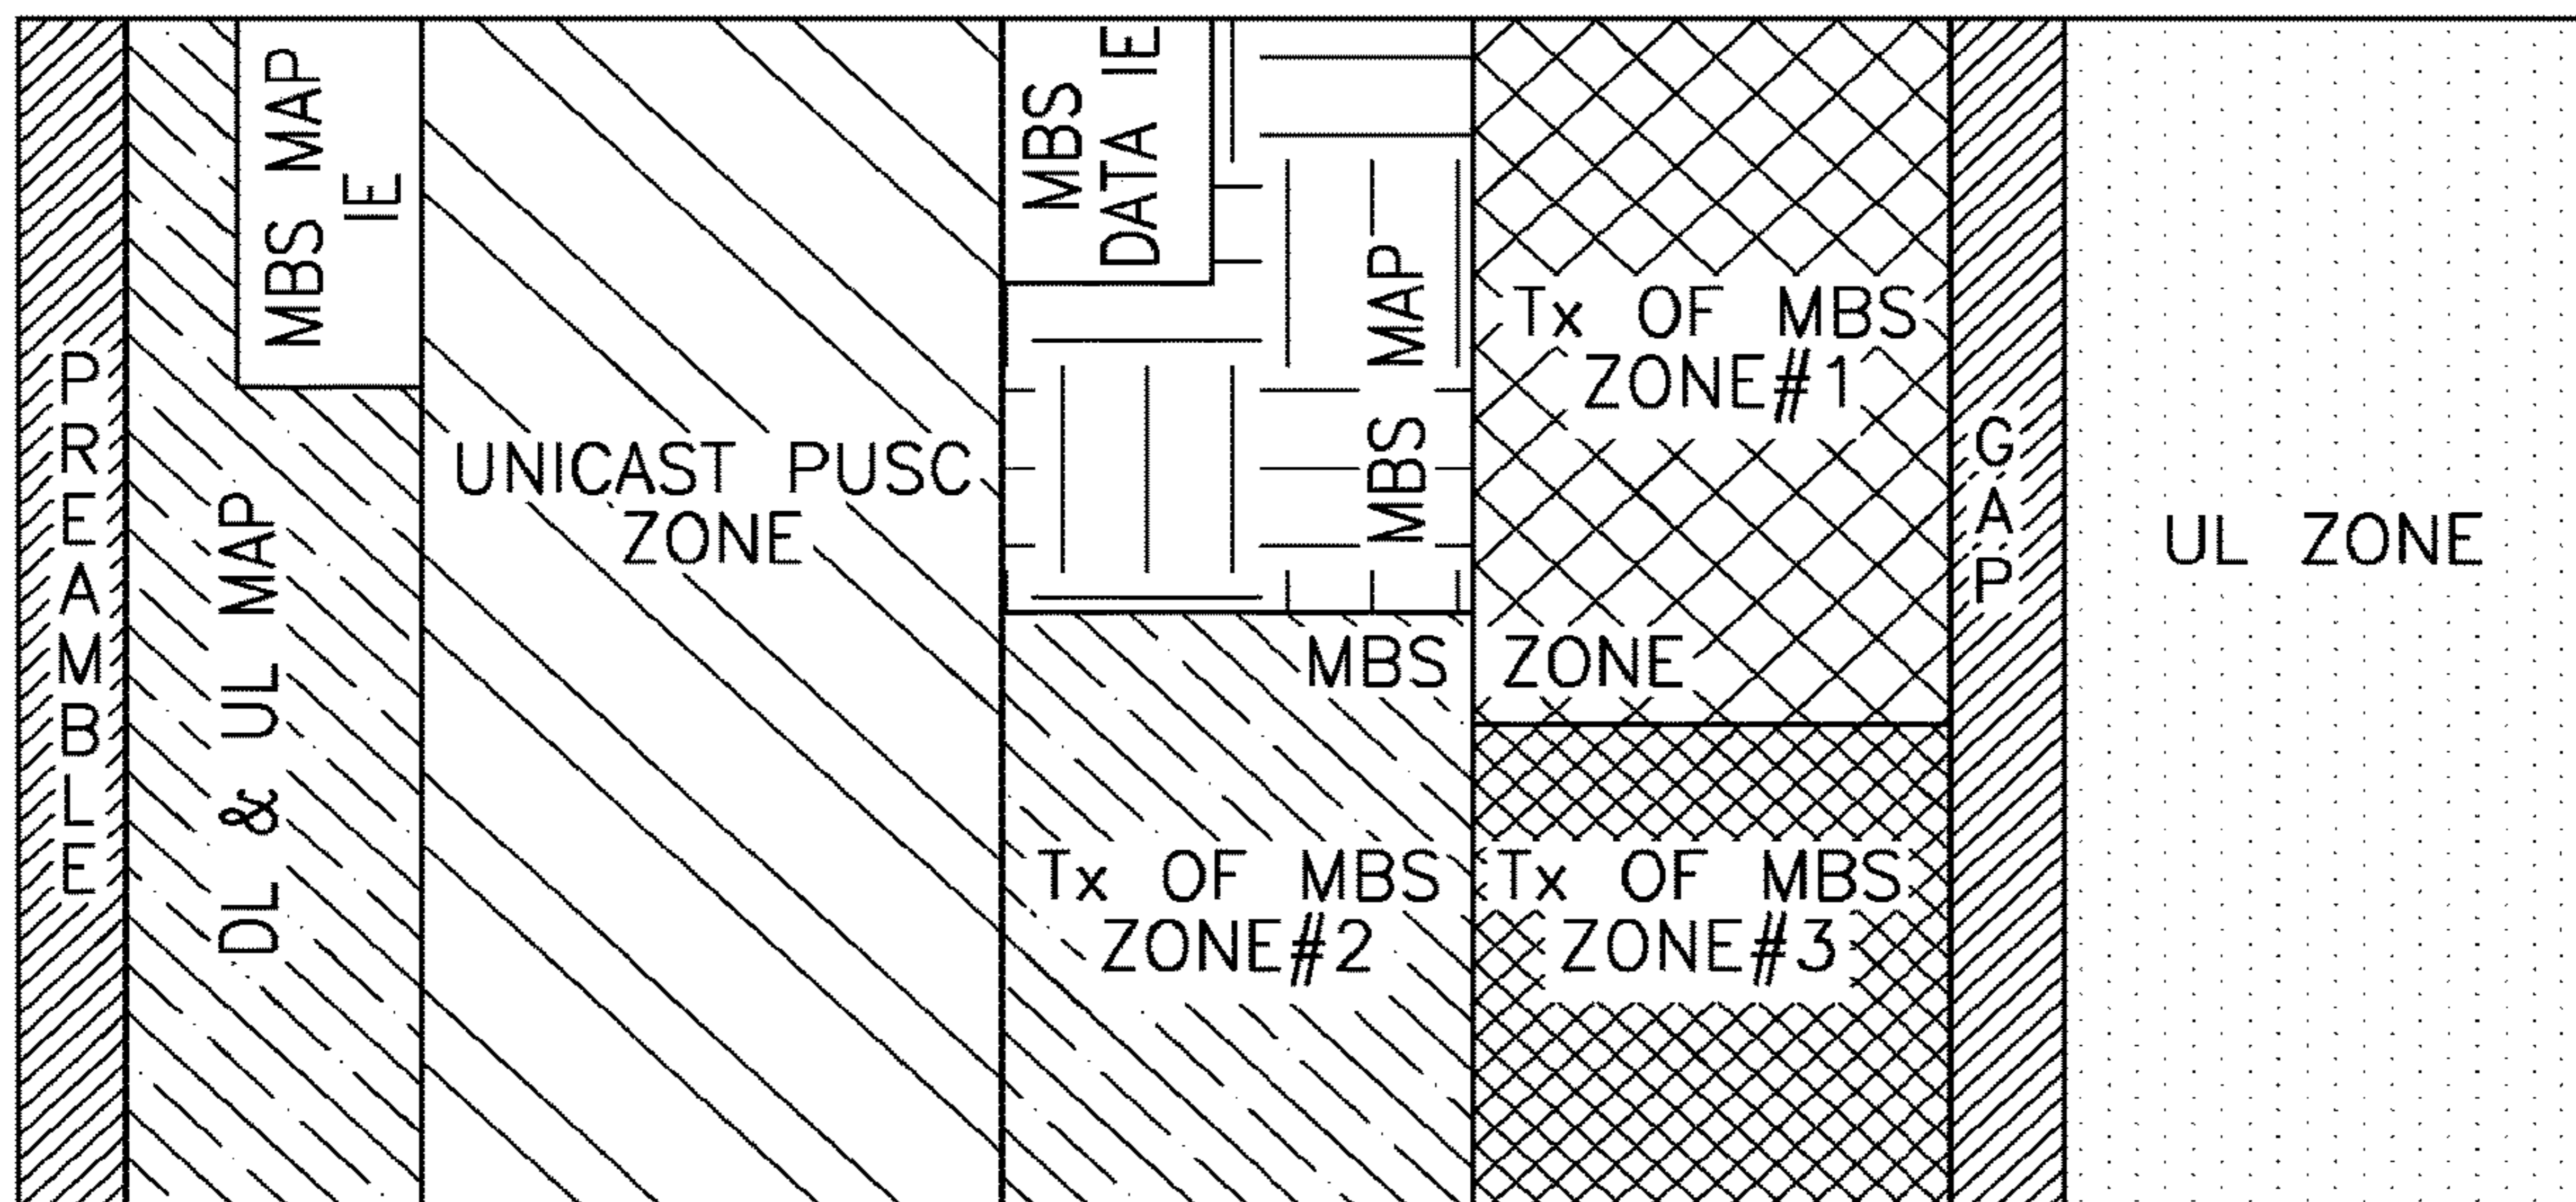 PREAMBLE
DL & UL MAP
MBS MAP
IE
UNICAST PUSC
ZONE
MBS
DATA IE
MBS MAP
MBS ZONE
Tx OF MBS
ZONE#2
Tx OF MBS
ZONE#1
Tx OF MBS
ZONE#3
GAP
UL ZONE